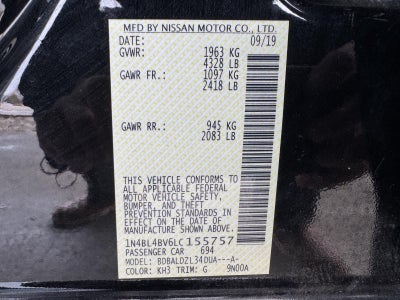 MFD BY NISSAN MOTOR CO., LTD.
DATE: 09/19
GVWR: 1963 KG
4328 LB
GAWR FR.: 1097 KG
2418 LB
GAWR RR.: 945 KG
2083 LB
THIS VEHICLE CONFORMS TO
ALL APPLICABLE FEDERAL
MOTOR VEHICLE SAFETY,
BUMPER, AND THEFT
PREVENTION STANDARDS IN
EFFECT ON THE DATE OF
MANUFACTURE SHOWN ABOVE.
1N4BL4BV6LC155757
PASSENGER CAR 694
MODEL: BDBALDZL34DUA---A-
COLOR: KH3 TRIM: G 9N00A